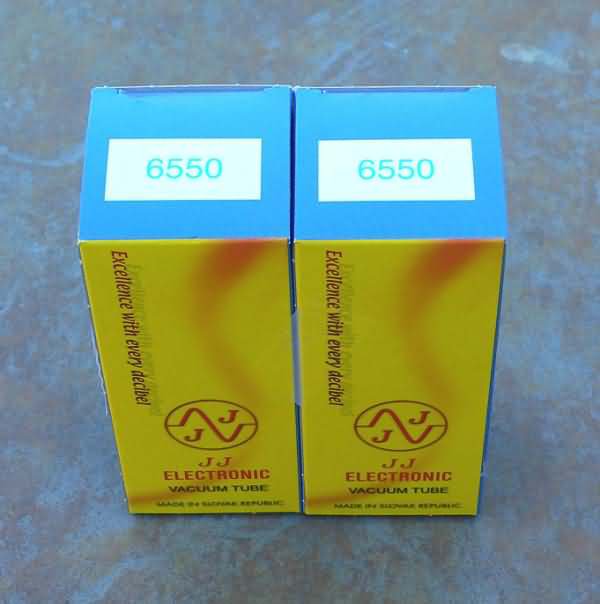 6550
Excellence with every decibel
JJ
JJ
ELECTRONIC
VACUUM TUBE
MADE IN SLOVAK REPUBLIC
6550
Excellence with every decibel
JJ
JJ
ELECTRONIC
VACUUM TUBE
MADE IN SLOVAK REPUBLIC